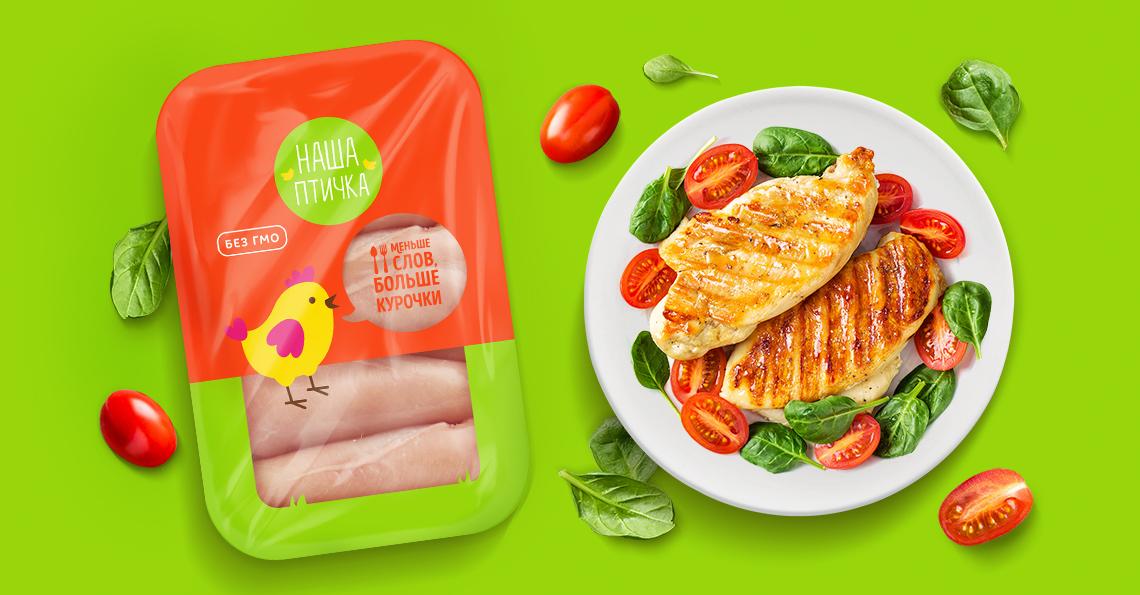 НАША
ПТИЧКА
БЕЗ ГМО
МЕНЬШЕ
СЛОВ,
БОЛЬШЕ
КУРОЧКИ